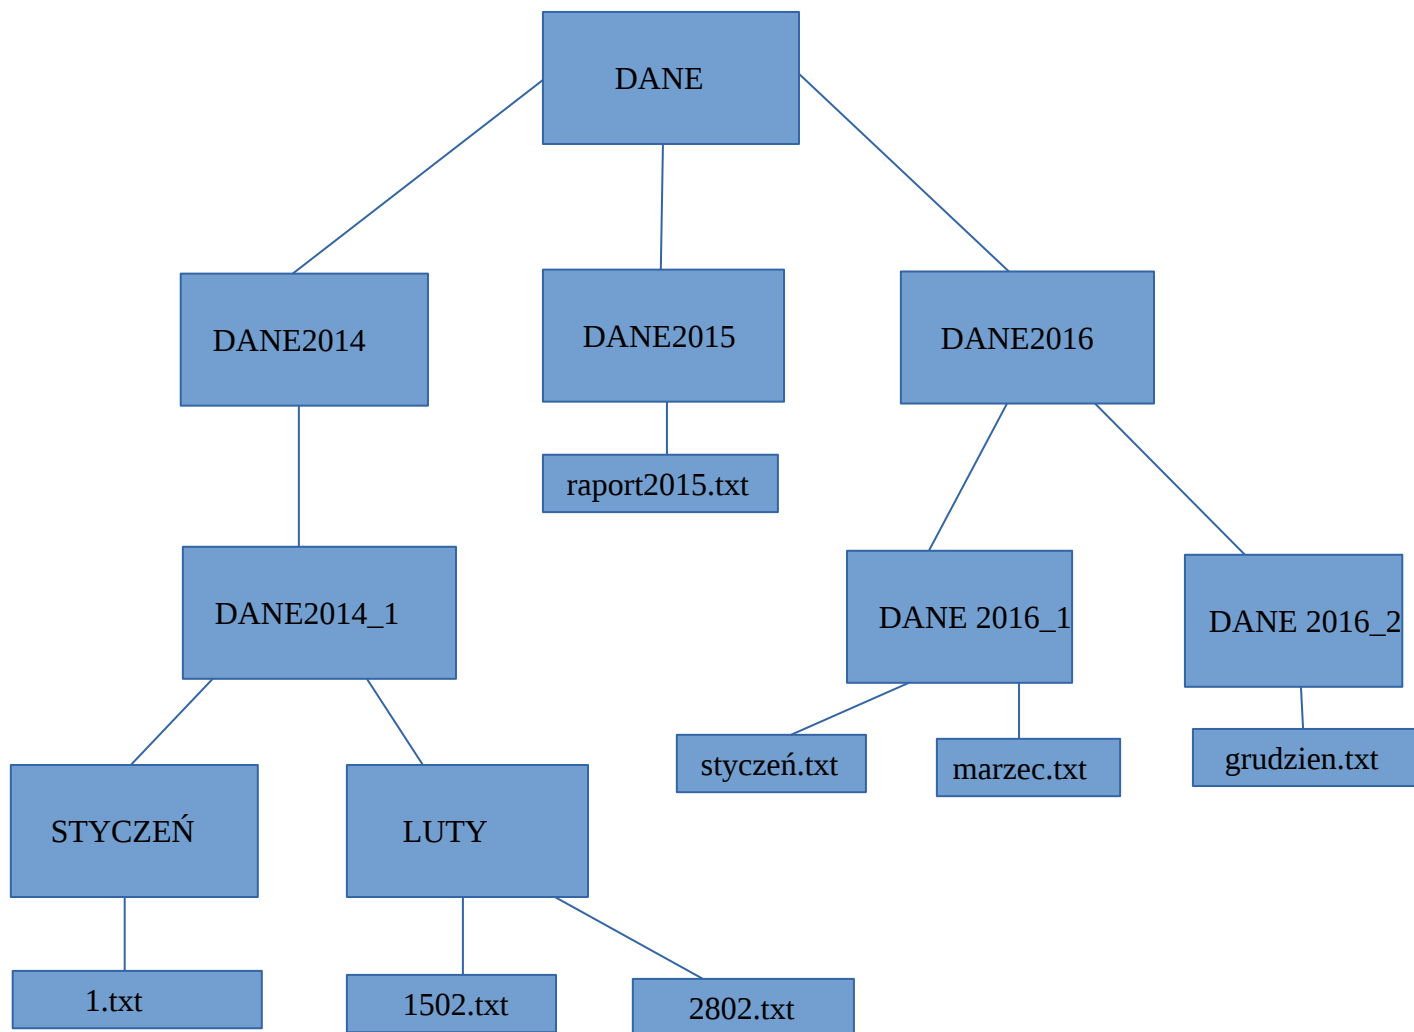 DANE
DANE2014
DANE2015
DANE2016
raport2015.txt
DANE2014_1
DANE 2016_1
DANE 2016_2
styczeń.txt
marzec.txt
grudzien.txt
STYCZEŃ
LUTY
1.txt
1502.txt
2802.txt